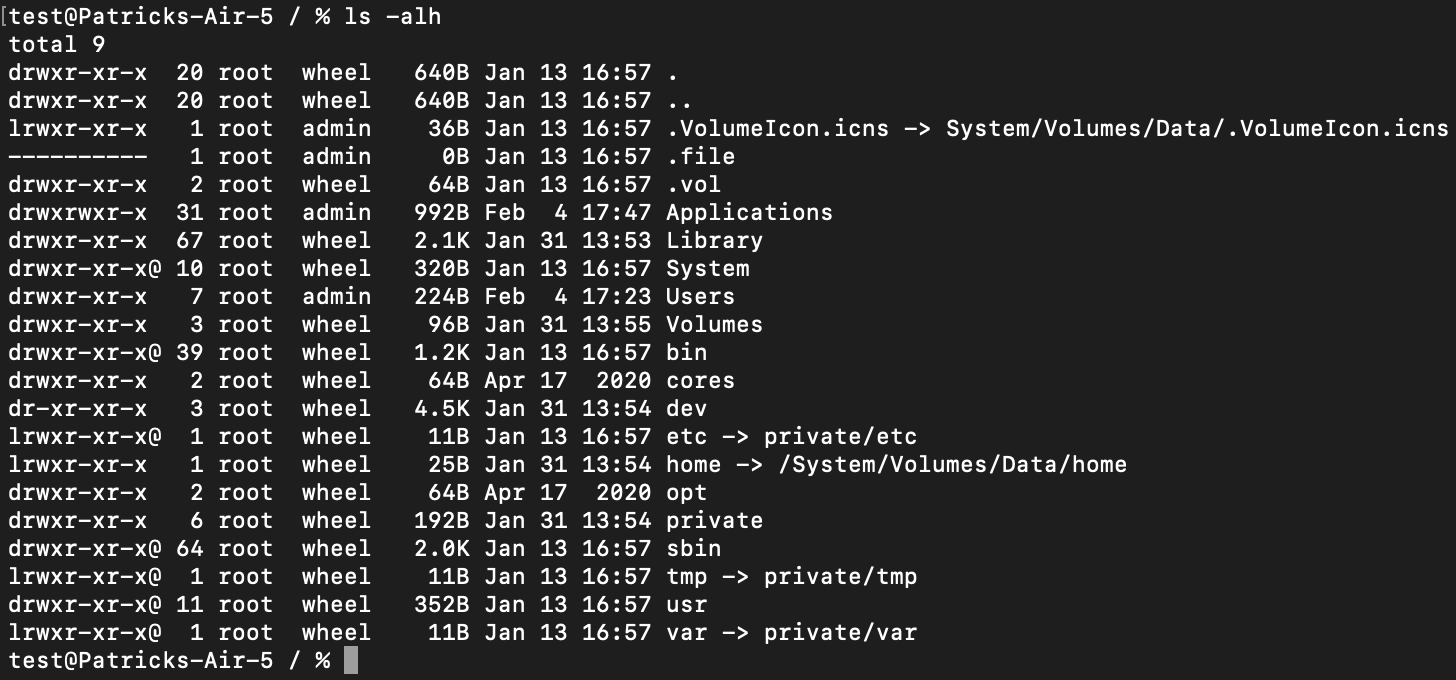 [test@Patricks-Air-5 / % ls -alh
total 9
drwxr-xr-x  20 root  wheel   640B Jan 13 16:57 .
drwxr-xr-x  20 root  wheel   640B Jan 13 16:57 ..
lrwxr-xr-x   1 root  admin    36B Jan 13 16:57 .VolumeIcon.icns -> System/Volumes/Data/.VolumeIcon.icns
----------   1 root  admin     0B Jan 13 16:57 .file
drwxr-xr-x   2 root  wheel    64B Jan 13 16:57 .vol
drwxrwxr-x  31 root  admin   992B Feb  4 17:47 Applications
drwxr-xr-x  67 root  wheel   2.1K Jan 31 13:53 Library
drwxr-xr-x@ 10 root  wheel   320B Jan 13 16:57 System
drwxr-xr-x   7 root  admin   224B Feb  4 17:23 Users
drwxr-xr-x   3 root  wheel    96B Jan 31 13:55 Volumes
drwxr-xr-x@ 39 root  wheel   1.2K Jan 13 16:57 bin
drwxr-xr-x   2 root  wheel    64B Apr 17  2020 cores
dr-xr-xr-x   3 root  wheel   4.5K Jan 31 13:54 dev
lrwxr-xr-x@  1 root  wheel    11B Jan 13 16:57 etc -> private/etc
lrwxr-xr-x   1 root  wheel    25B Jan 31 13:54 home -> /System/Volumes/Data/home
drwxr-xr-x   2 root  wheel    64B Apr 17  2020 opt
drwxr-xr-x   6 root  wheel   192B Jan 31 13:54 private
drwxr-xr-x@ 64 root  wheel   2.0K Jan 13 16:57 sbin
lrwxr-xr-x@  1 root  wheel    11B Jan 13 16:57 tmp -> private/tmp
drwxr-xr-x@ 11 root  wheel   352B Jan 13 16:57 usr
lrwxr-xr-x@  1 root  wheel    11B Jan 13 16:57 var -> private/var
test@Patricks-Air-5 / %